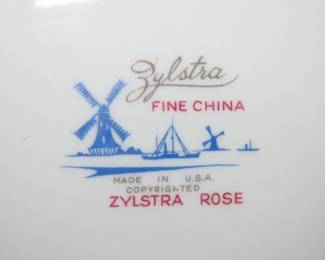 Zylstra
FINE CHINA
MADE IN U.S.A.
COPYRIGHTED
ZYLSTRA ROSE